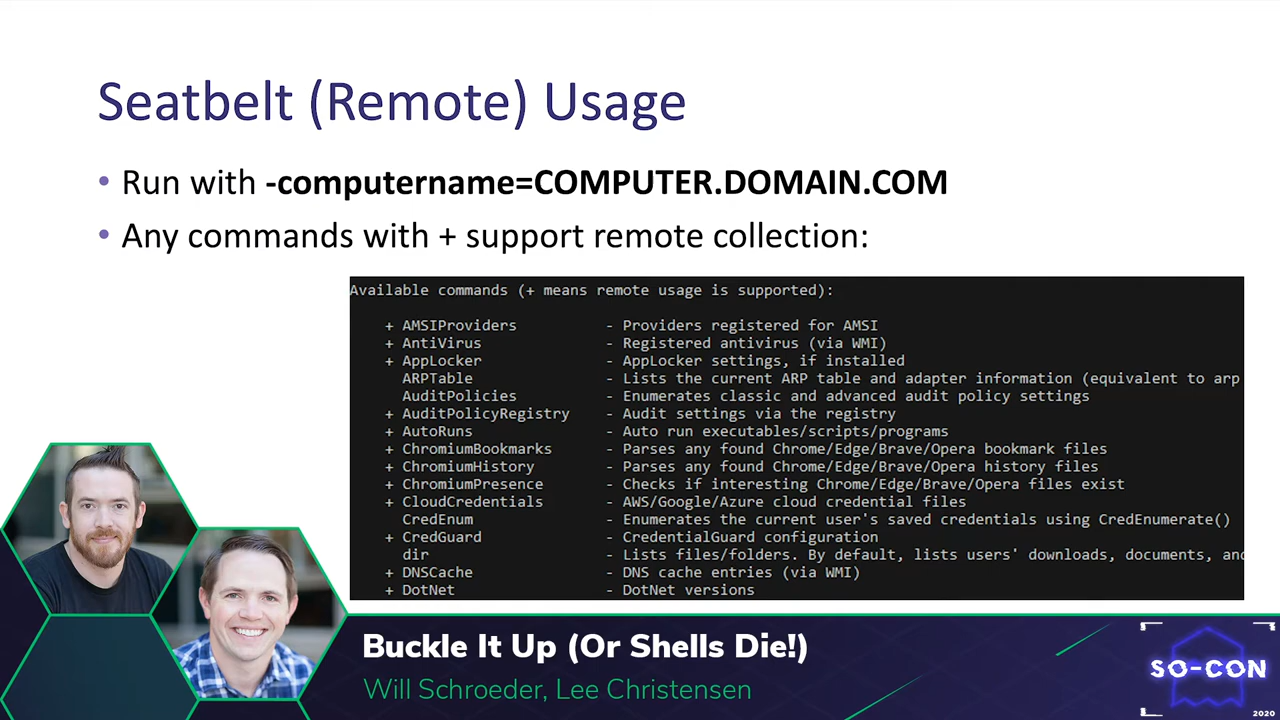 Seatbelt (Remote) Usage
• Run with -computername=COMPUTER.DOMAIN.COM
• Any commands with + support remote collection:
Available commands (+ means remote usage is supported):
+ AMSIProviders - Providers registered for AMSI
+ AntiVirus - Registered antivirus (via WMI)
+ AppLocker - AppLocker settings, if installed
ARPTable - Lists the current ARP table and adapter information (equivalent to arp
AuditPolicies - Enumerates classic and advanced audit policy settings
+ AuditPolicyRegistry - Audit settings via the registry
+ AutoRuns - Auto run executables/scripts/programs
+ ChromiumBookmarks - Parses any found Chrome/Edge/Brave/Opera bookmark files
+ ChromiumHistory - Parses any found Chrome/Edge/Brave/Opera history files
+ ChromiumPresence - Checks if interesting Chrome/Edge/Brave/Opera files exist
+ CloudCredentials - AWS/Google/Azure cloud credential files
CredEnum - Enumerates the current user's saved credentials using CredEnumerate()
+ CredGuard - CredentialGuard configuration
dir - Lists files/folders. By default, lists users' downloads, documents, and
+ DNSCache - DNS cache entries (via WMI)
+ DotNet - DotNet versions
Buckle It Up (Or Shells Die!)
Will Schroeder, Lee Christensen
SO-CON
2020